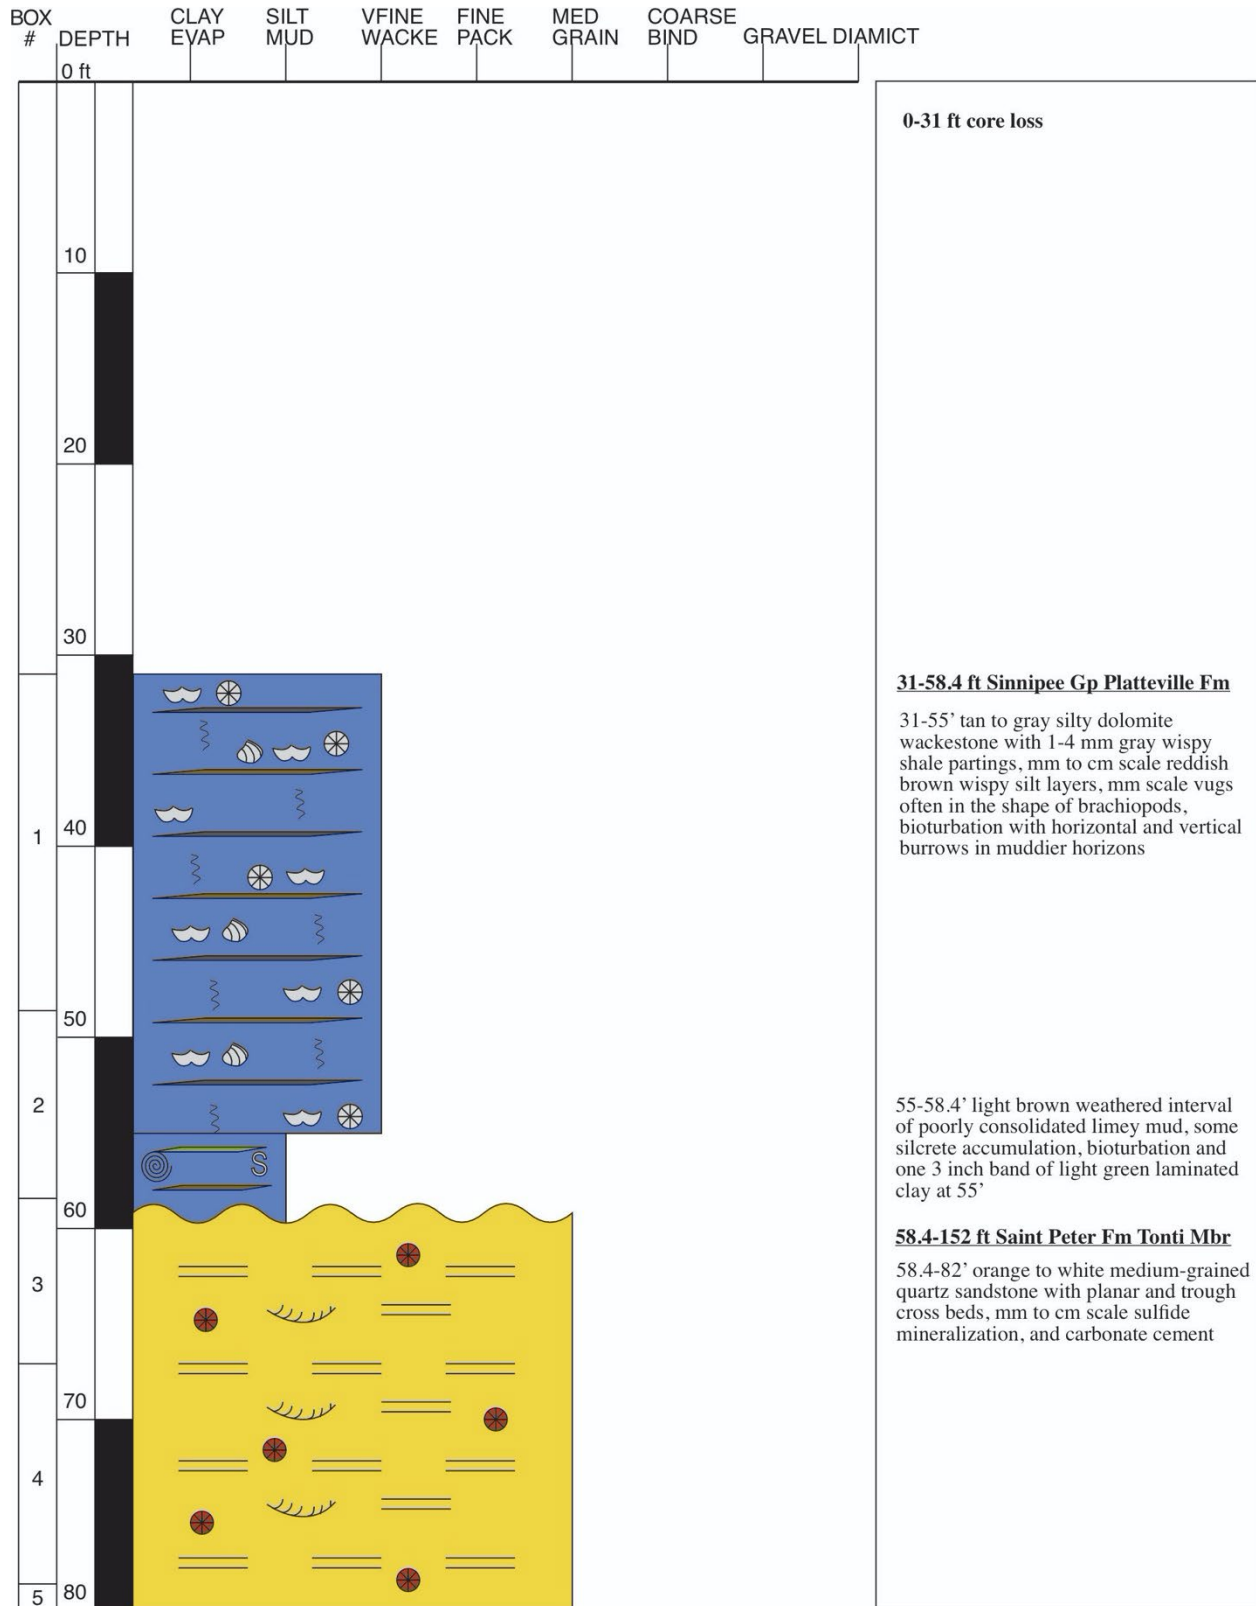 BOX # DEPTH CLAY EVAP SILT MUD VFINE WACKE FINE PACK MED GRAIN COARSE BIND GRAVEL DIAMICT
0 ft
0-31 ft core loss
10
20
30
31-58.4 ft Sinnipee Gp Platteville Fm
31-55’ tan to gray silty dolomite
wackestone with 1-4 mm gray wispy
shale partings, mm to cm scale reddish
brown wispy silt layers, mm scale vugs
often in the shape of brachiopods,
bioturbation with horizontal and vertical
burrows in muddier horizons
1
40
50
2
55-58.4’ light brown weathered interval
of poorly consolidated limey mud, some
silcrete accumulation, bioturbation and
one 3 inch band of light green laminated
clay at 55’
S
60
58.4-152 ft Saint Peter Fm Tonti Mbr
58.4-82’ orange to white medium-grained
quartz sandstone with planar and trough
cross beds, mm to cm scale sulfide
mineralization, and carbonate cement
3
70
4
80
5